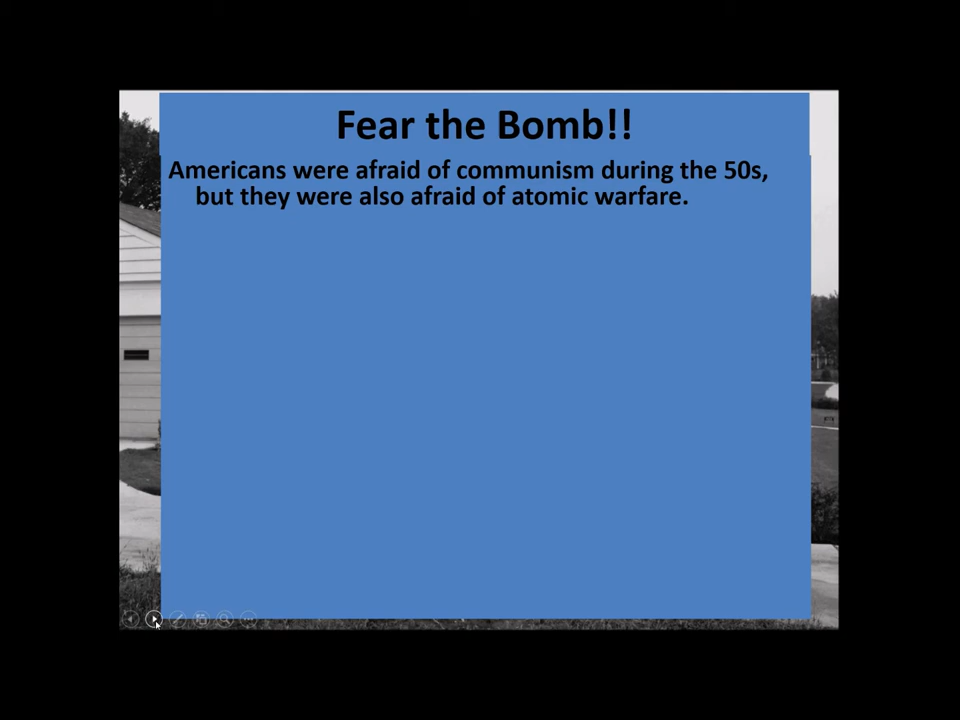 Fear the Bomb!!
Americans were afraid of communism during the 50s,
but they were also afraid of atomic warfare.